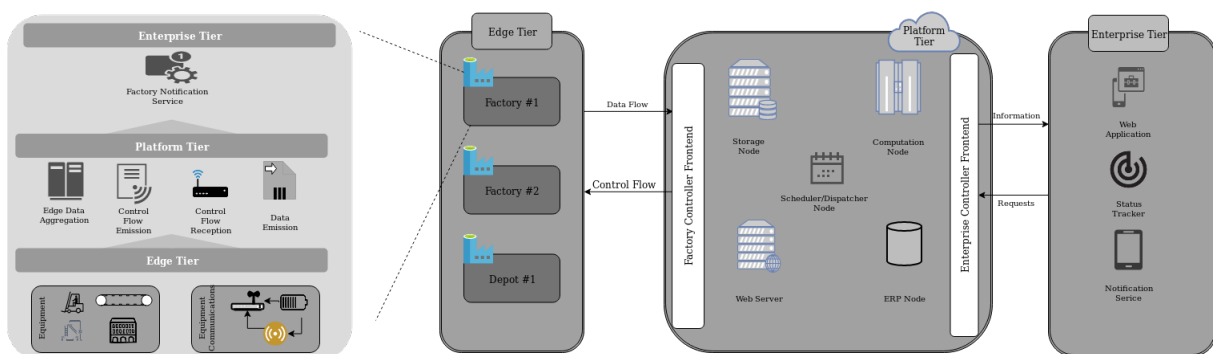 Enterprise Tier
1
Factory Notification
Service
Platform Tier
Edge Data
Aggregation
Control
Flow
Emission
Control
Flow
Reception
Data
Emission
Edge Tier
Equipment
Equipment
Communications
Edge Tier
Factory #1
Factory #2
Depot #1
Data Flow
Control Flow
Platform
Tier
Factory Controller Frontend
Storage
Node
Computation
Node
Scheduler/Dispatcher
Node
Web Server
ERP Node
Enterprise Controller Frontend
Information
Requests
Enterprise Tier
Web
Application
Status
Tracker
Notification
Serice